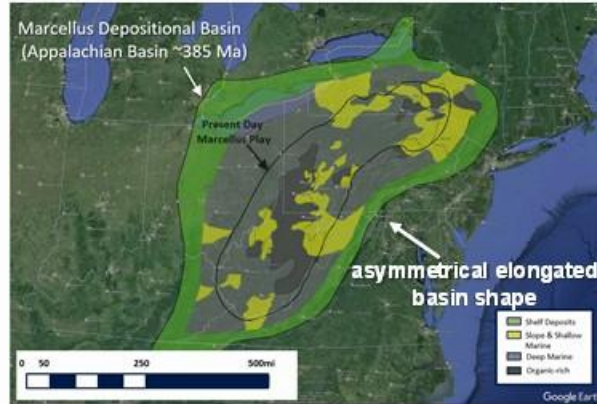 Marcellus Depositional Basin
(Appalachian Basin ~385 Ma)
Present Day
Marcellus Play
asymmetrical elongated
basin shape
Shelf Deposits
Slope & Shallow
Marine
Deep Marine
Organic-rich
0 50 250 500mi
Google Eart